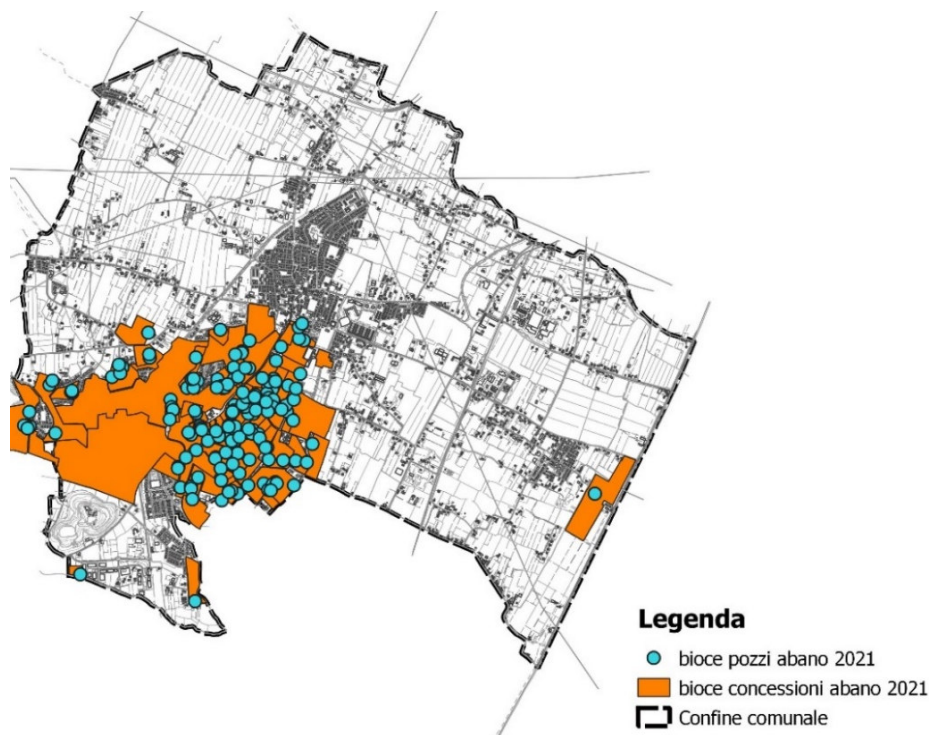 Legenda
bioce pozzi abano 2021
bioce concessioni abano 2021
Confine comunale